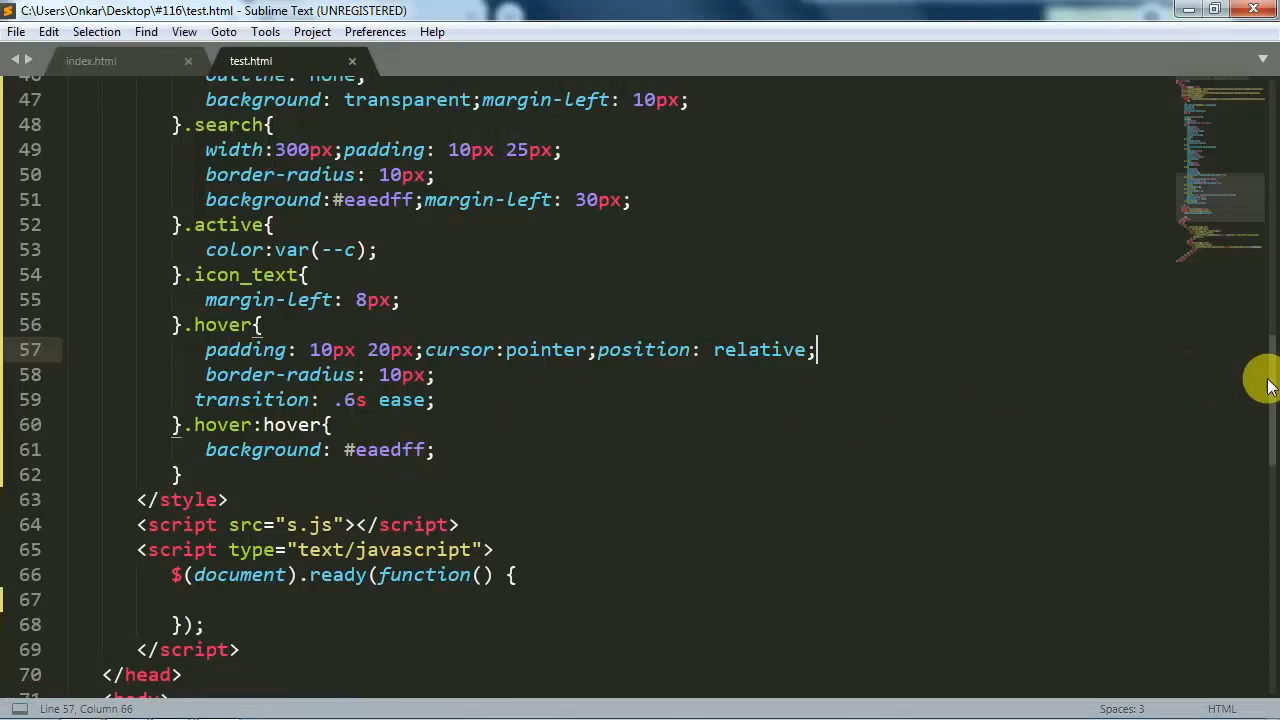 C:\Users\Onkar\Desktop\#116\test.html - Sublime Text (UNREGISTERED)
File Edit Selection Find View Goto Tools Project Preferences Help
index.html × test.html ×
46 outline: none;
47 background: transparent;margin-left: 10px;
48 }.search{
49 width:300px;padding: 10px 25px;
50 border-radius: 10px;
51 background:#eaedff;margin-left: 30px;
52 }.active{
53 color:var(--c);
54 }.icon_text{
55 margin-left: 8px;
56 }.hover{
57 padding: 10px 20px;cursor:pointer;position: relative;
58 border-radius: 10px;
59 transition: .6s ease;
60 }.hover:hover{
61 background: #eaedff;
62 }
63 </style>
64 <script src="s.js"></script>
65 <script type="text/javascript">
66 $(document).ready(function() {
67
68 });
69 </script>
70 </head>
71 <body>
Line 57, Column 66 Spaces: 3 HTML